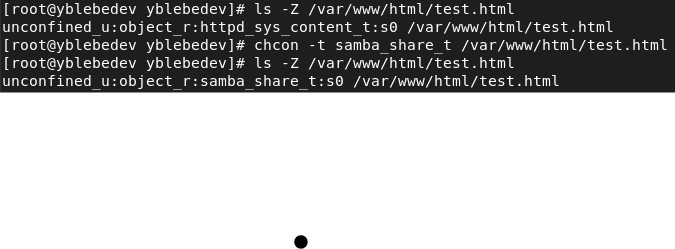 [root@yblebedev yblebedev]# ls -Z /var/www/html/test.html
unconfined_u:object_r:httpd_sys_content_t:s0 /var/www/html/test.html
[root@yblebedev yblebedev]# chcon -t samba_share_t /var/www/html/test.html
[root@yblebedev yblebedev]# ls -Z /var/www/html/test.html
unconfined_u:object_r:samba_share_t:s0 /var/www/html/test.html